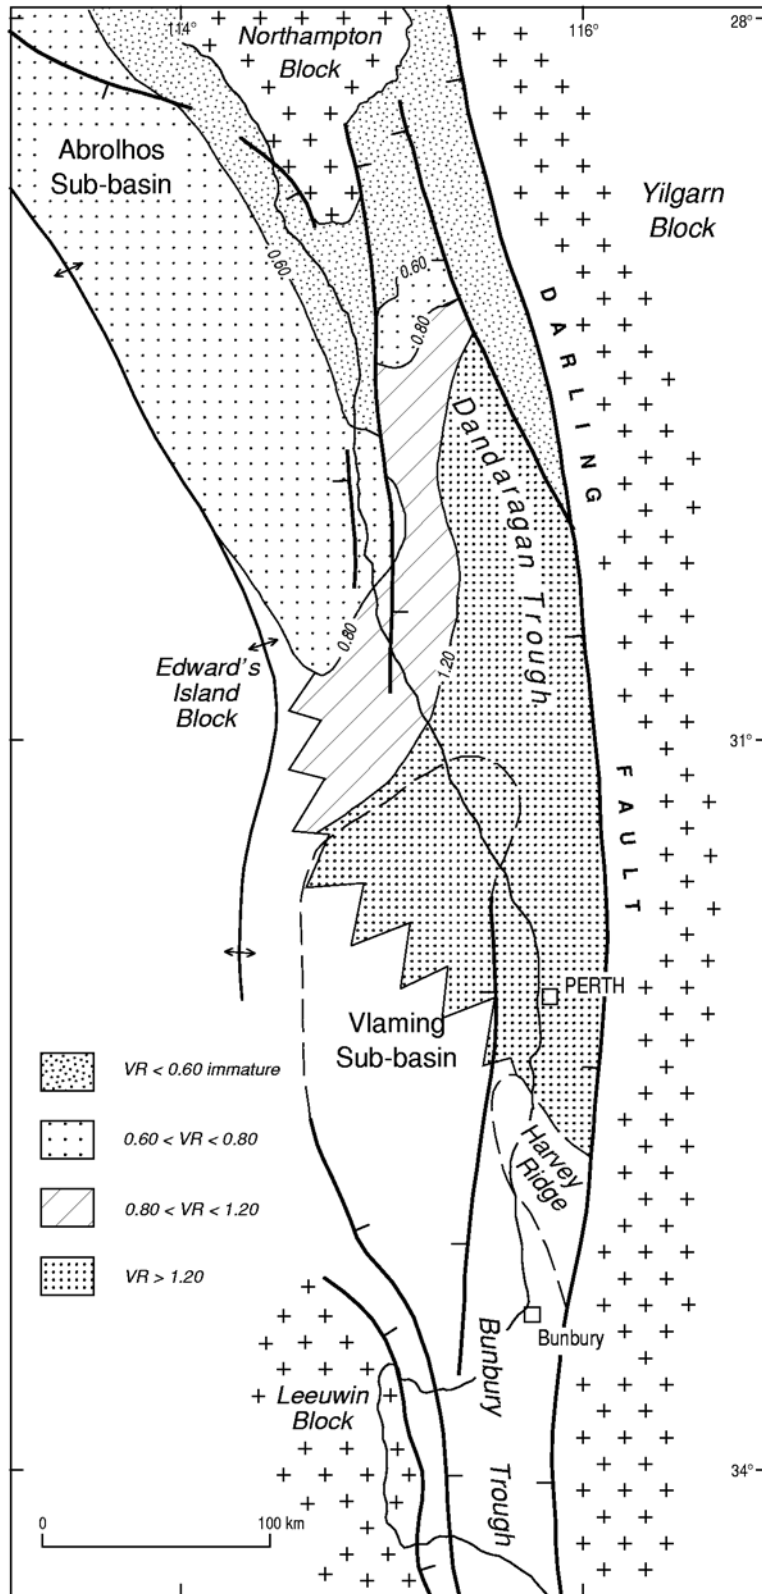 114°
116°
28°
Northampton
Block
Abrolhos
Sub-basin
Yilgarn
Block
0.60
0.60
0.80
DARLING
Dandaragan Trough
0.80
1.20
Edward's
Island
Block
31°
FAULT
PERTH
Vlaming
Sub-basin
VR < 0.60 immature
0.60 < VR < 0.80
0.80 < VR < 1.20
VR > 1.20
Harvey
Ridge
Bunbury
Bunbury
Trough
Leeuwin
Block
34°
0
100 km